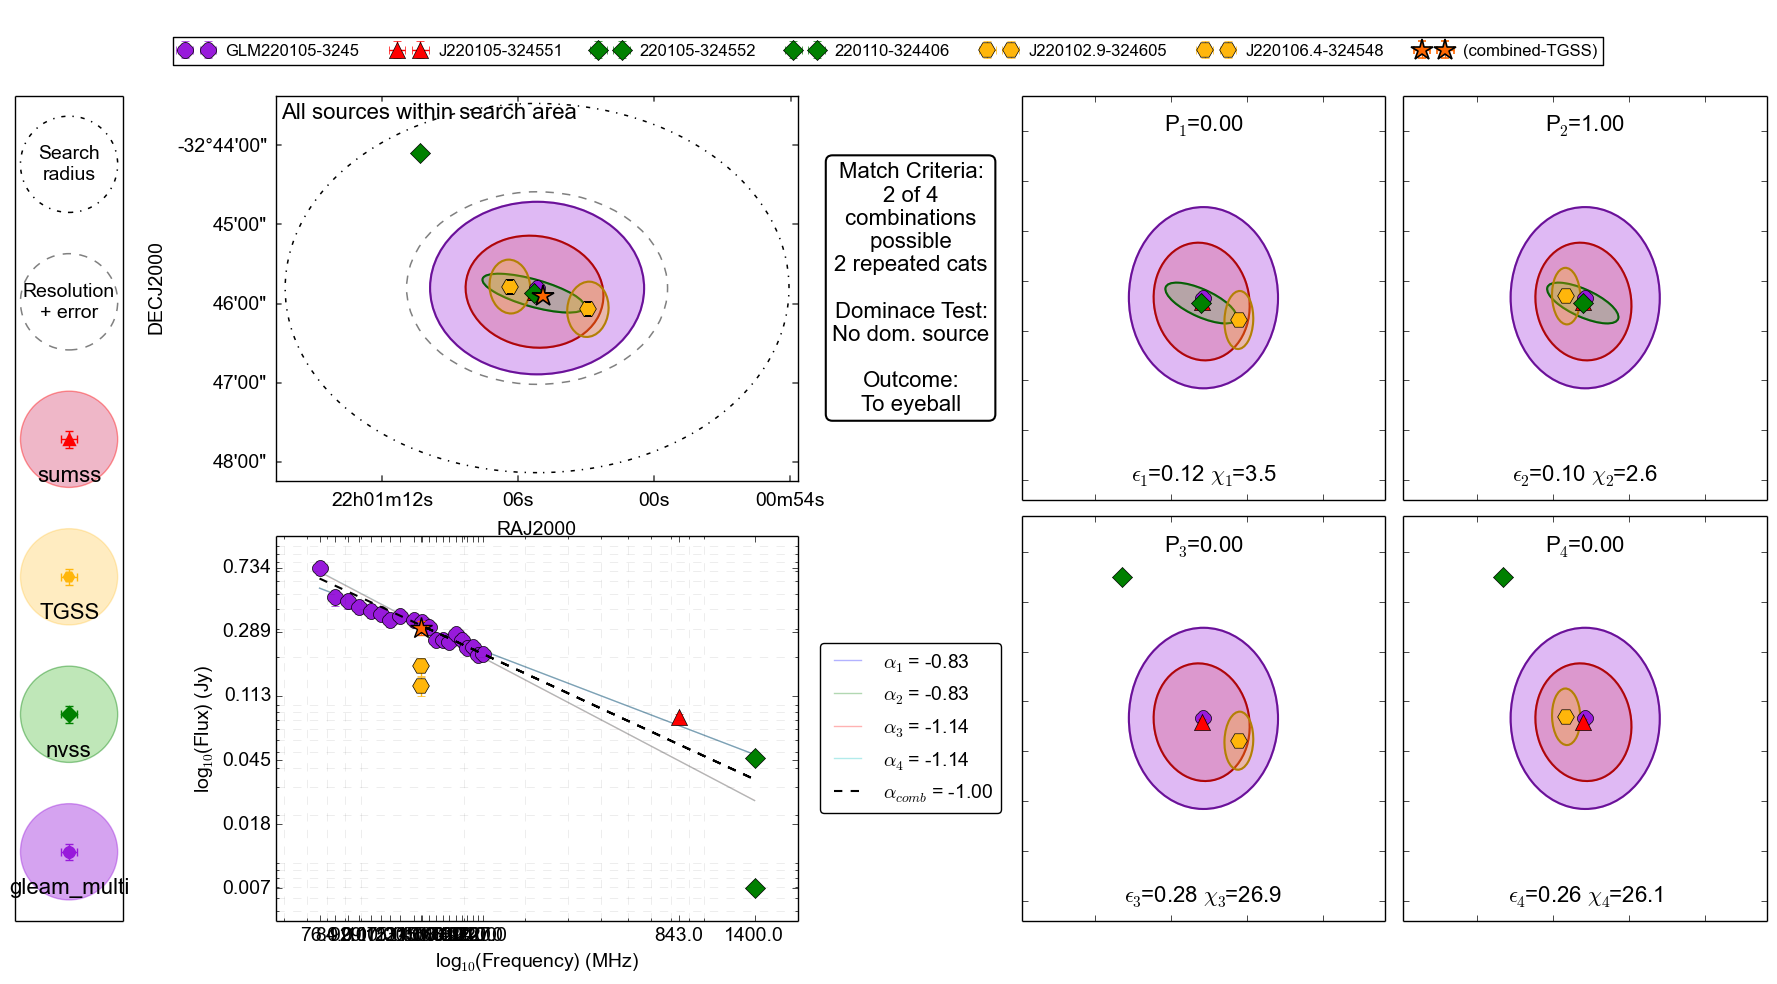 GLM220105-3245 J220105-324551 220105-324552 220110-324406 J220102.9-324605 J220106.4-324548 (combined-TGSS)
Search
radius
Resolution
+ error
sumss
TGSS
nvss
gleam_multi
All sources within search area
DECJ2000
-32°44'00"
45'00"
46'00"
47'00"
48'00"
22h01m12s 06s 00s 00m54s
RAJ2000
Match Criteria:
2 of 4
combinations
possible
2 repeated cats
Dominace Test:
No dom. source
Outcome:
To eyeball
P1=0.00
ϵ1=0.12 χ1=3.5
P2=1.00
ϵ2=0.10 χ2=2.6
log10(Flux) (Jy)
0.734
0.289
0.113
0.045
0.018
0.007
843.0 1400.0
log10(Frequency) (MHz)
α1 = -0.83
α2 = -0.83
α3 = -1.14
α4 = -1.14
αcomb = -1.00
P3=0.00
ϵ3=0.28 χ3=26.9
P4=0.00
ϵ4=0.26 χ4=26.1